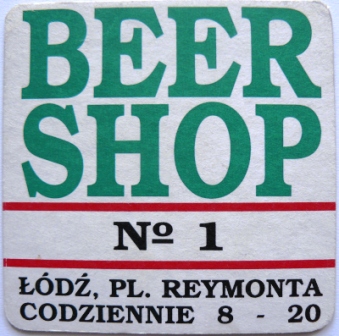 BEER
SHOP
Nº 1
ŁÓDŹ, PL. REYMONTA
CODZIENNIE 8 - 20